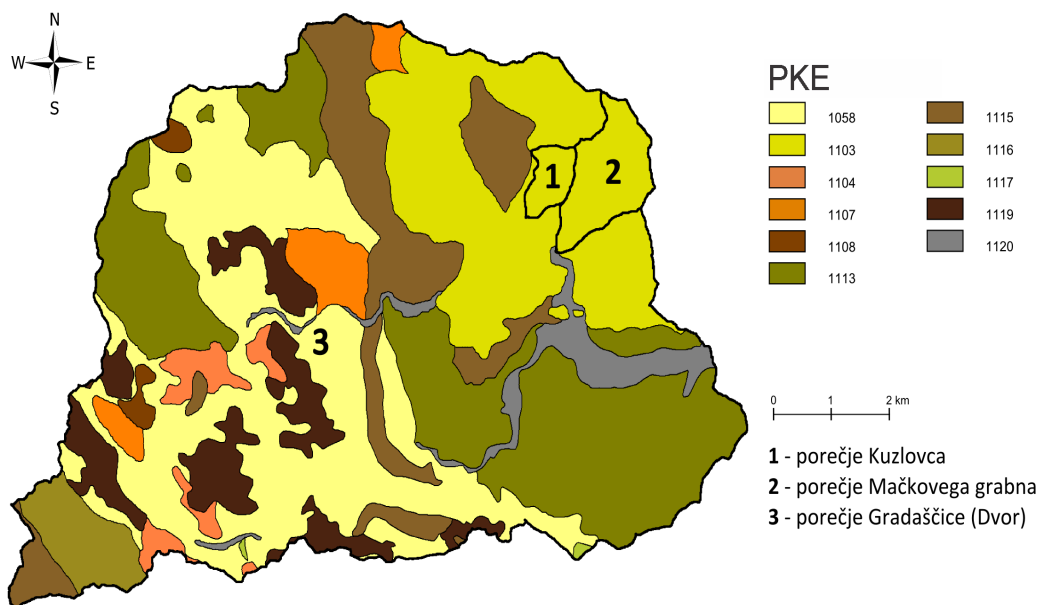 N
W E
S
PKE
1058
1103
1104
1107
1108
1113
1115
1116
1117
1119
1120
1
2
3
0 1 2 km
1 - porečje Kuzlovca
2 - porečje Mačkovega grabna
3 - porečje Gradaščice (Dvor)